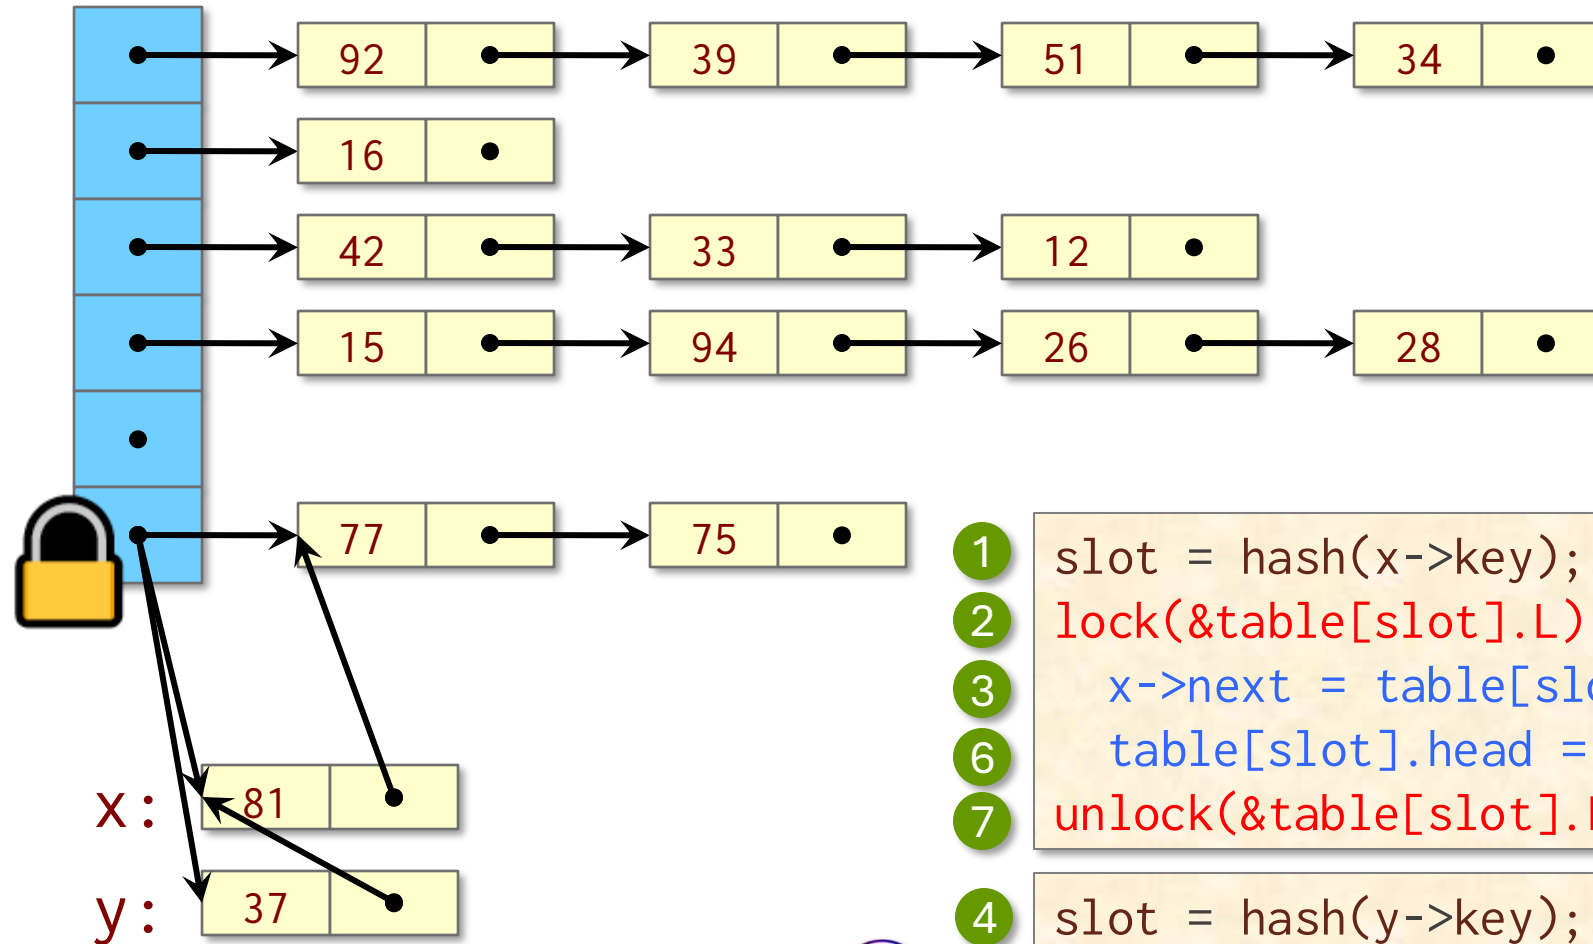 92 39 51 34
16
42 33 12
15 94 26 28
77 75
1 slot = hash(x->key);
2 lock(&table[slot].L)
3 x->next = table[slo
6 table[slot].head =
7 unlock(&table[slot].
x: 81
y: 37
4 slot = hash(y->key);